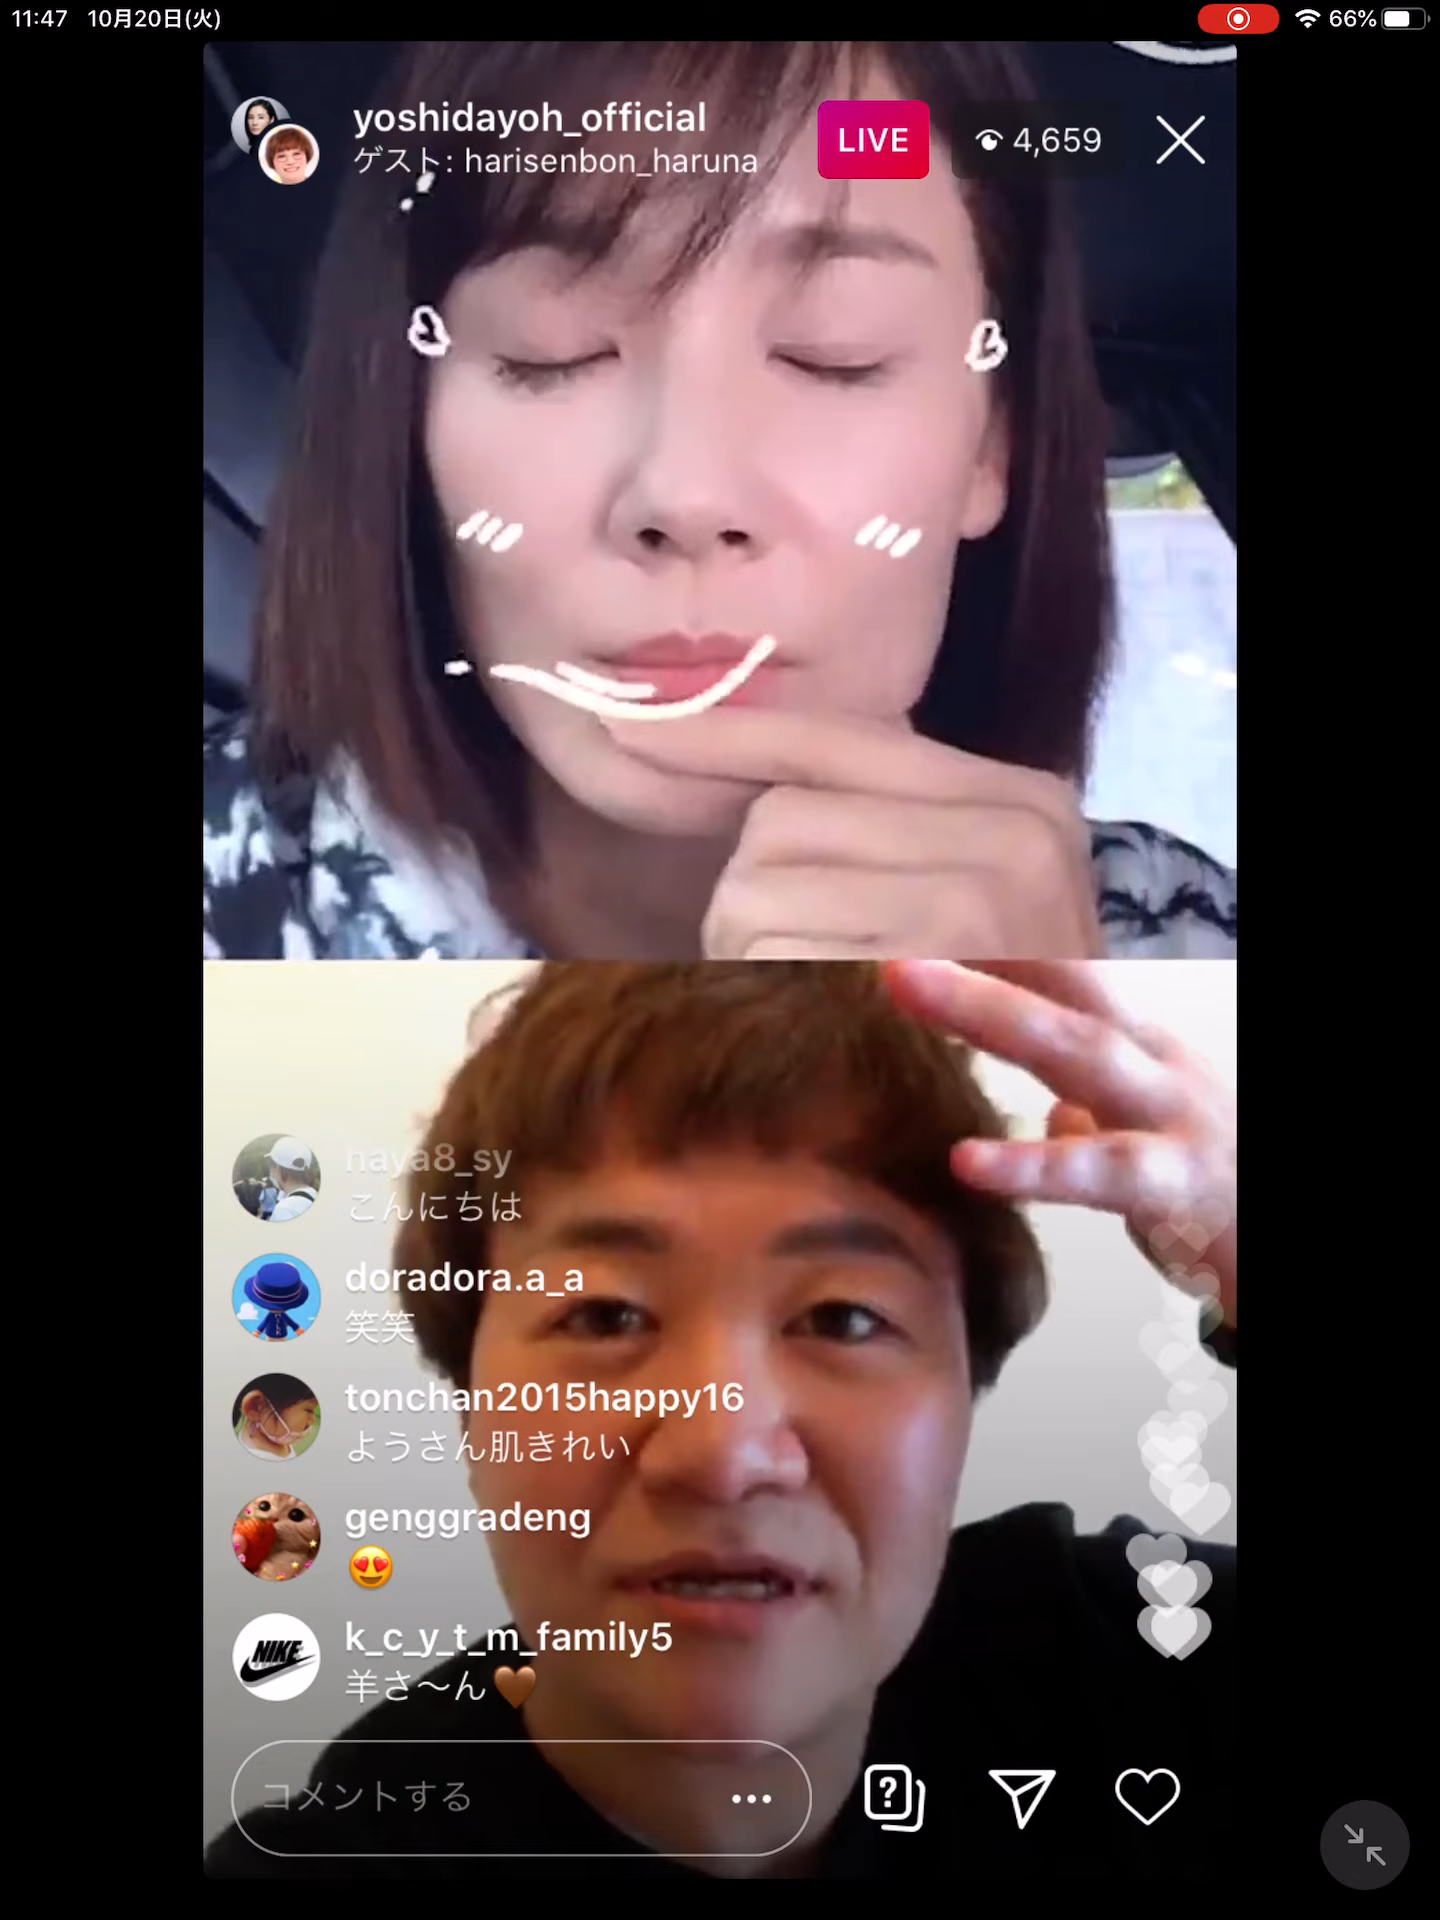 11:47 10月20日(火)
66%
yoshidayoh_official
ゲスト: harisenbon_haruna
LIVE
4,659
naya8_sy
こんにちは
doradora.a_a
笑笑
tonchan2015happy16
ようさん肌きれい
genggradeng
😍
NIKE
k_c_y_t_m_family5
羊さ〜ん🤎
コメントする